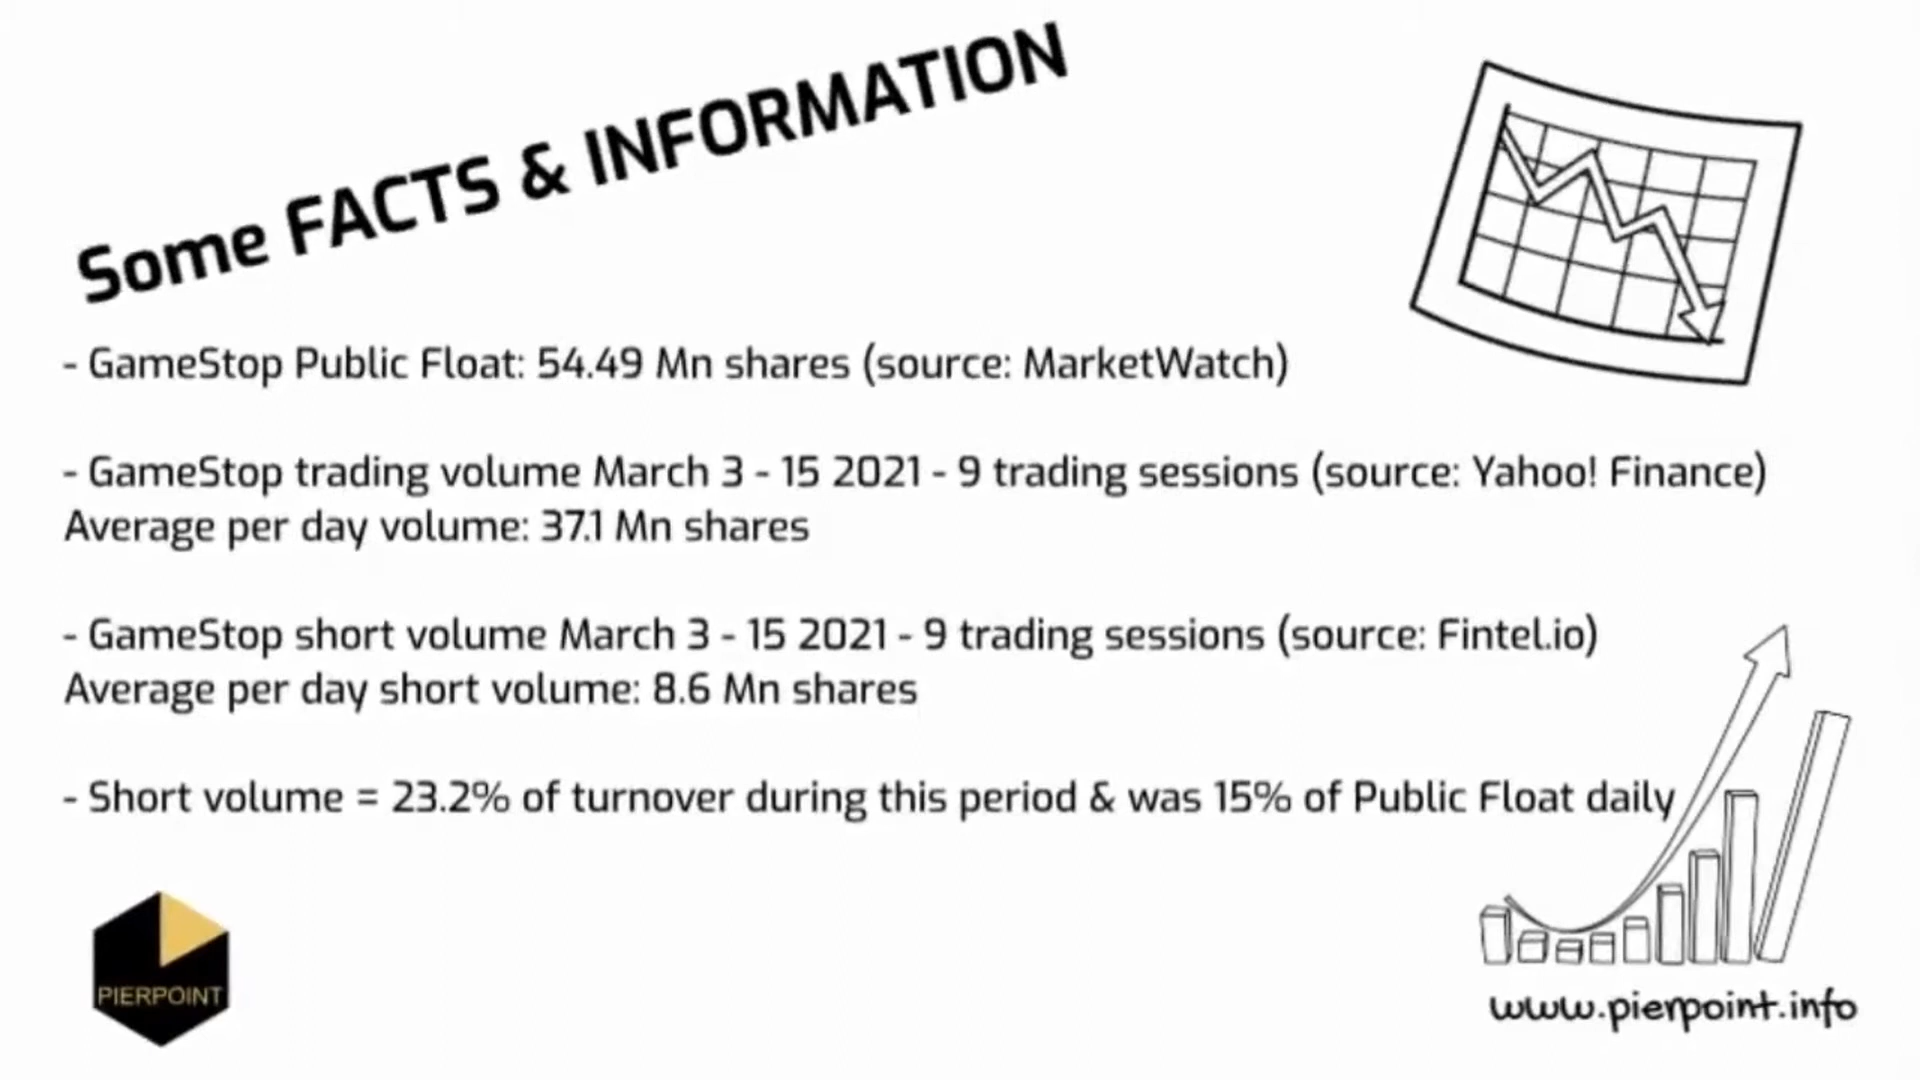 Some FACTS & INFORMATION
- GameStop Public Float: 54.49 Mn shares (source: MarketWatch)
- GameStop trading volume March 3 - 15 2021 - 9 trading sessions (source: Yahoo! Finance)
Average per day volume: 37.1 Mn shares
- GameStop short volume March 3 - 15 2021 - 9 trading sessions (source: Fintel.io)
Average per day short volume: 8.6 Mn shares
- Short volume = 23.2% of turnover during this period & was 15% of Public Float daily
PIERPOINT
www.pierpoint.info